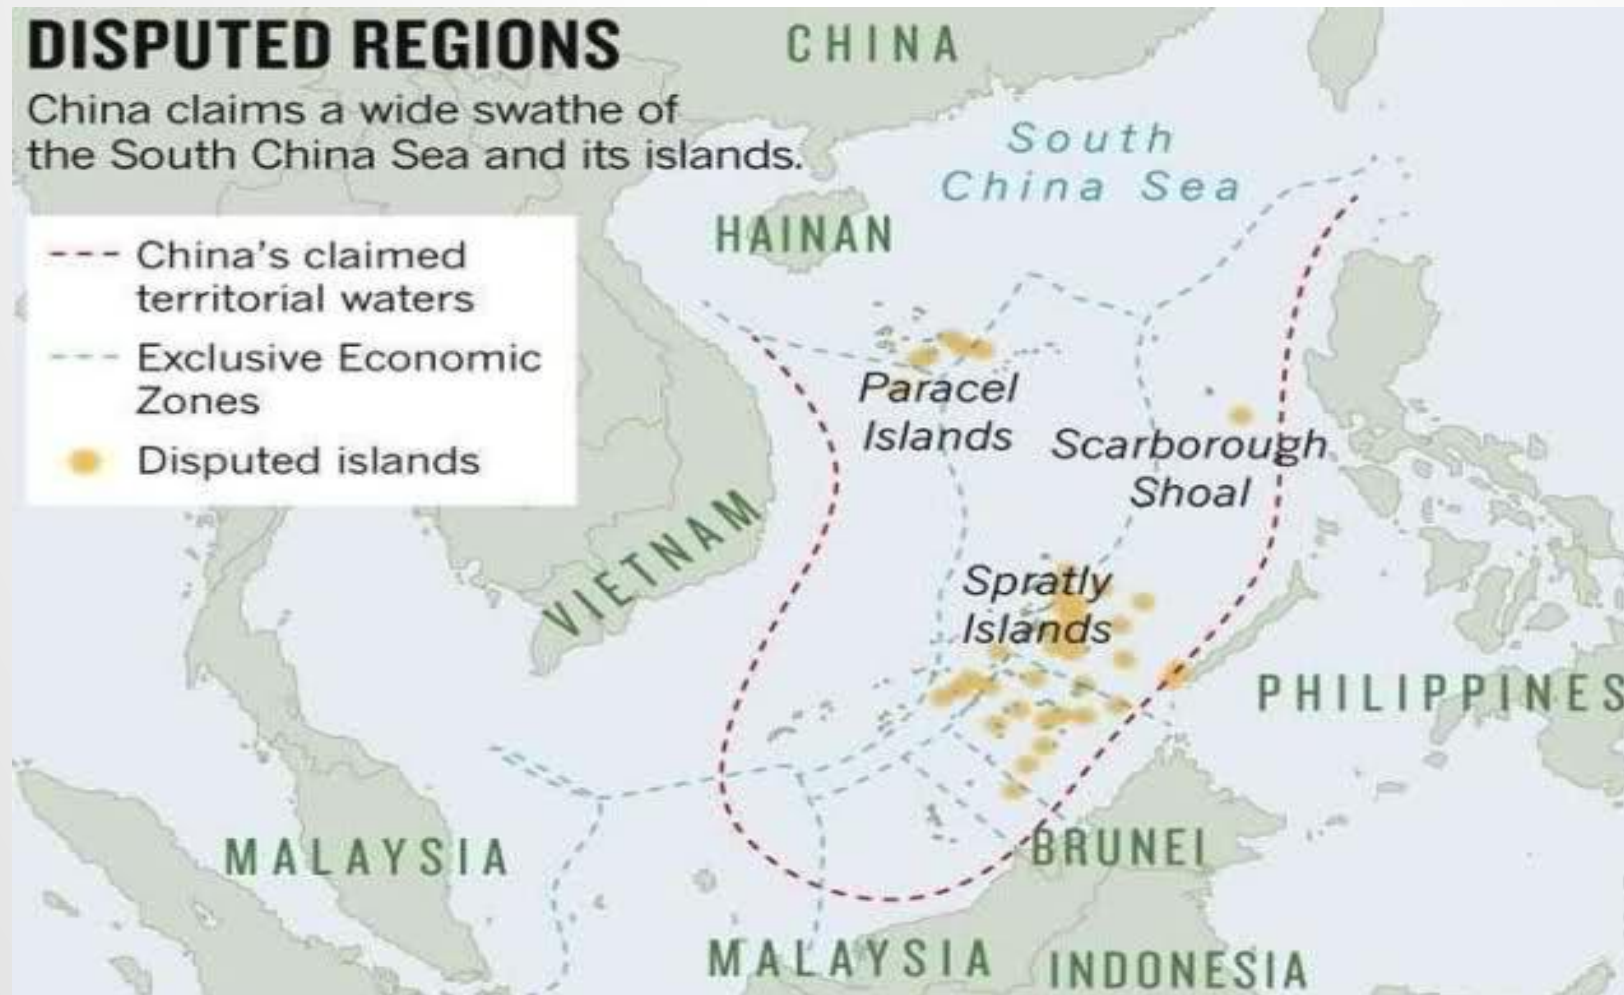 DISPUTED REGIONS
China claims a wide swathe of
the South China Sea and its islands.
China's claimed
territorial waters
Exclusive Economic
Zones
Disputed islands
CHINA
South
China Sea
HAINAN
Paracel
Islands
Scarborough
Shoal
VIETNAM
Spratly
Islands
PHILIPPINES
MALAYSIA
BRUNEI
MALAYSIA
INDONESIA